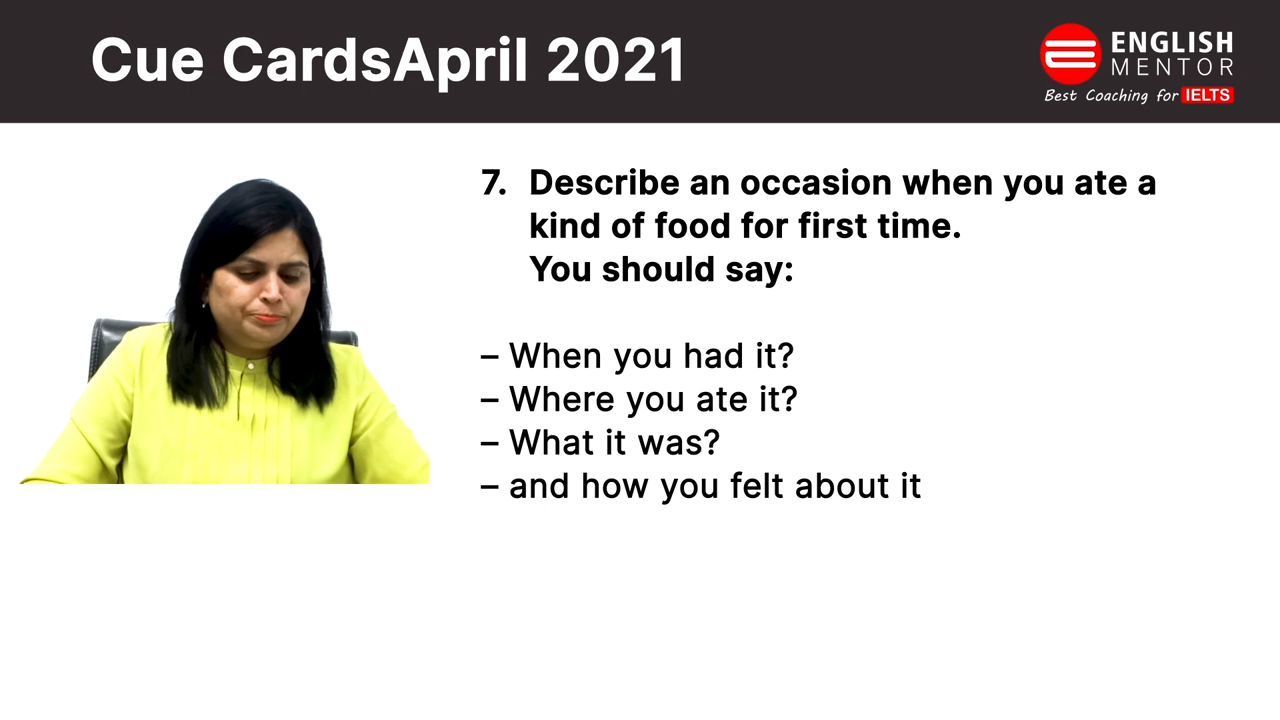 Cue CardsApril 2021
ENGLISH
MENTOR
Best Coaching for IELTS
7. Describe an occasion when you ate a
kind of food for first time.
You should say:
– When you had it?
– Where you ate it?
– What it was?
– and how you felt about it